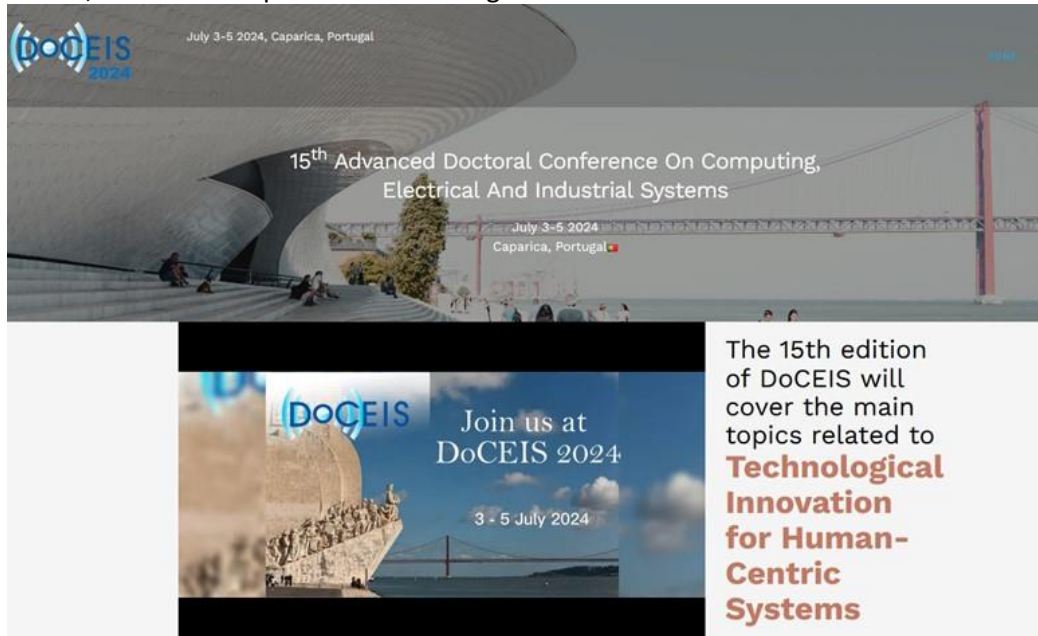 DoCEIS
2024
July 3-5 2024, Caparica, Portugal
15th Advanced Doctoral Conference On Computing,
Electrical And Industrial Systems
July 3-5 2024
Caparica, Portugal
DoCEIS
Join us at
DoCEIS 2024
3 - 5 July 2024
The 15th edition
of DoCEIS will
cover the main
topics related to
Technological
Innovation
for Human-
Centric
Systems